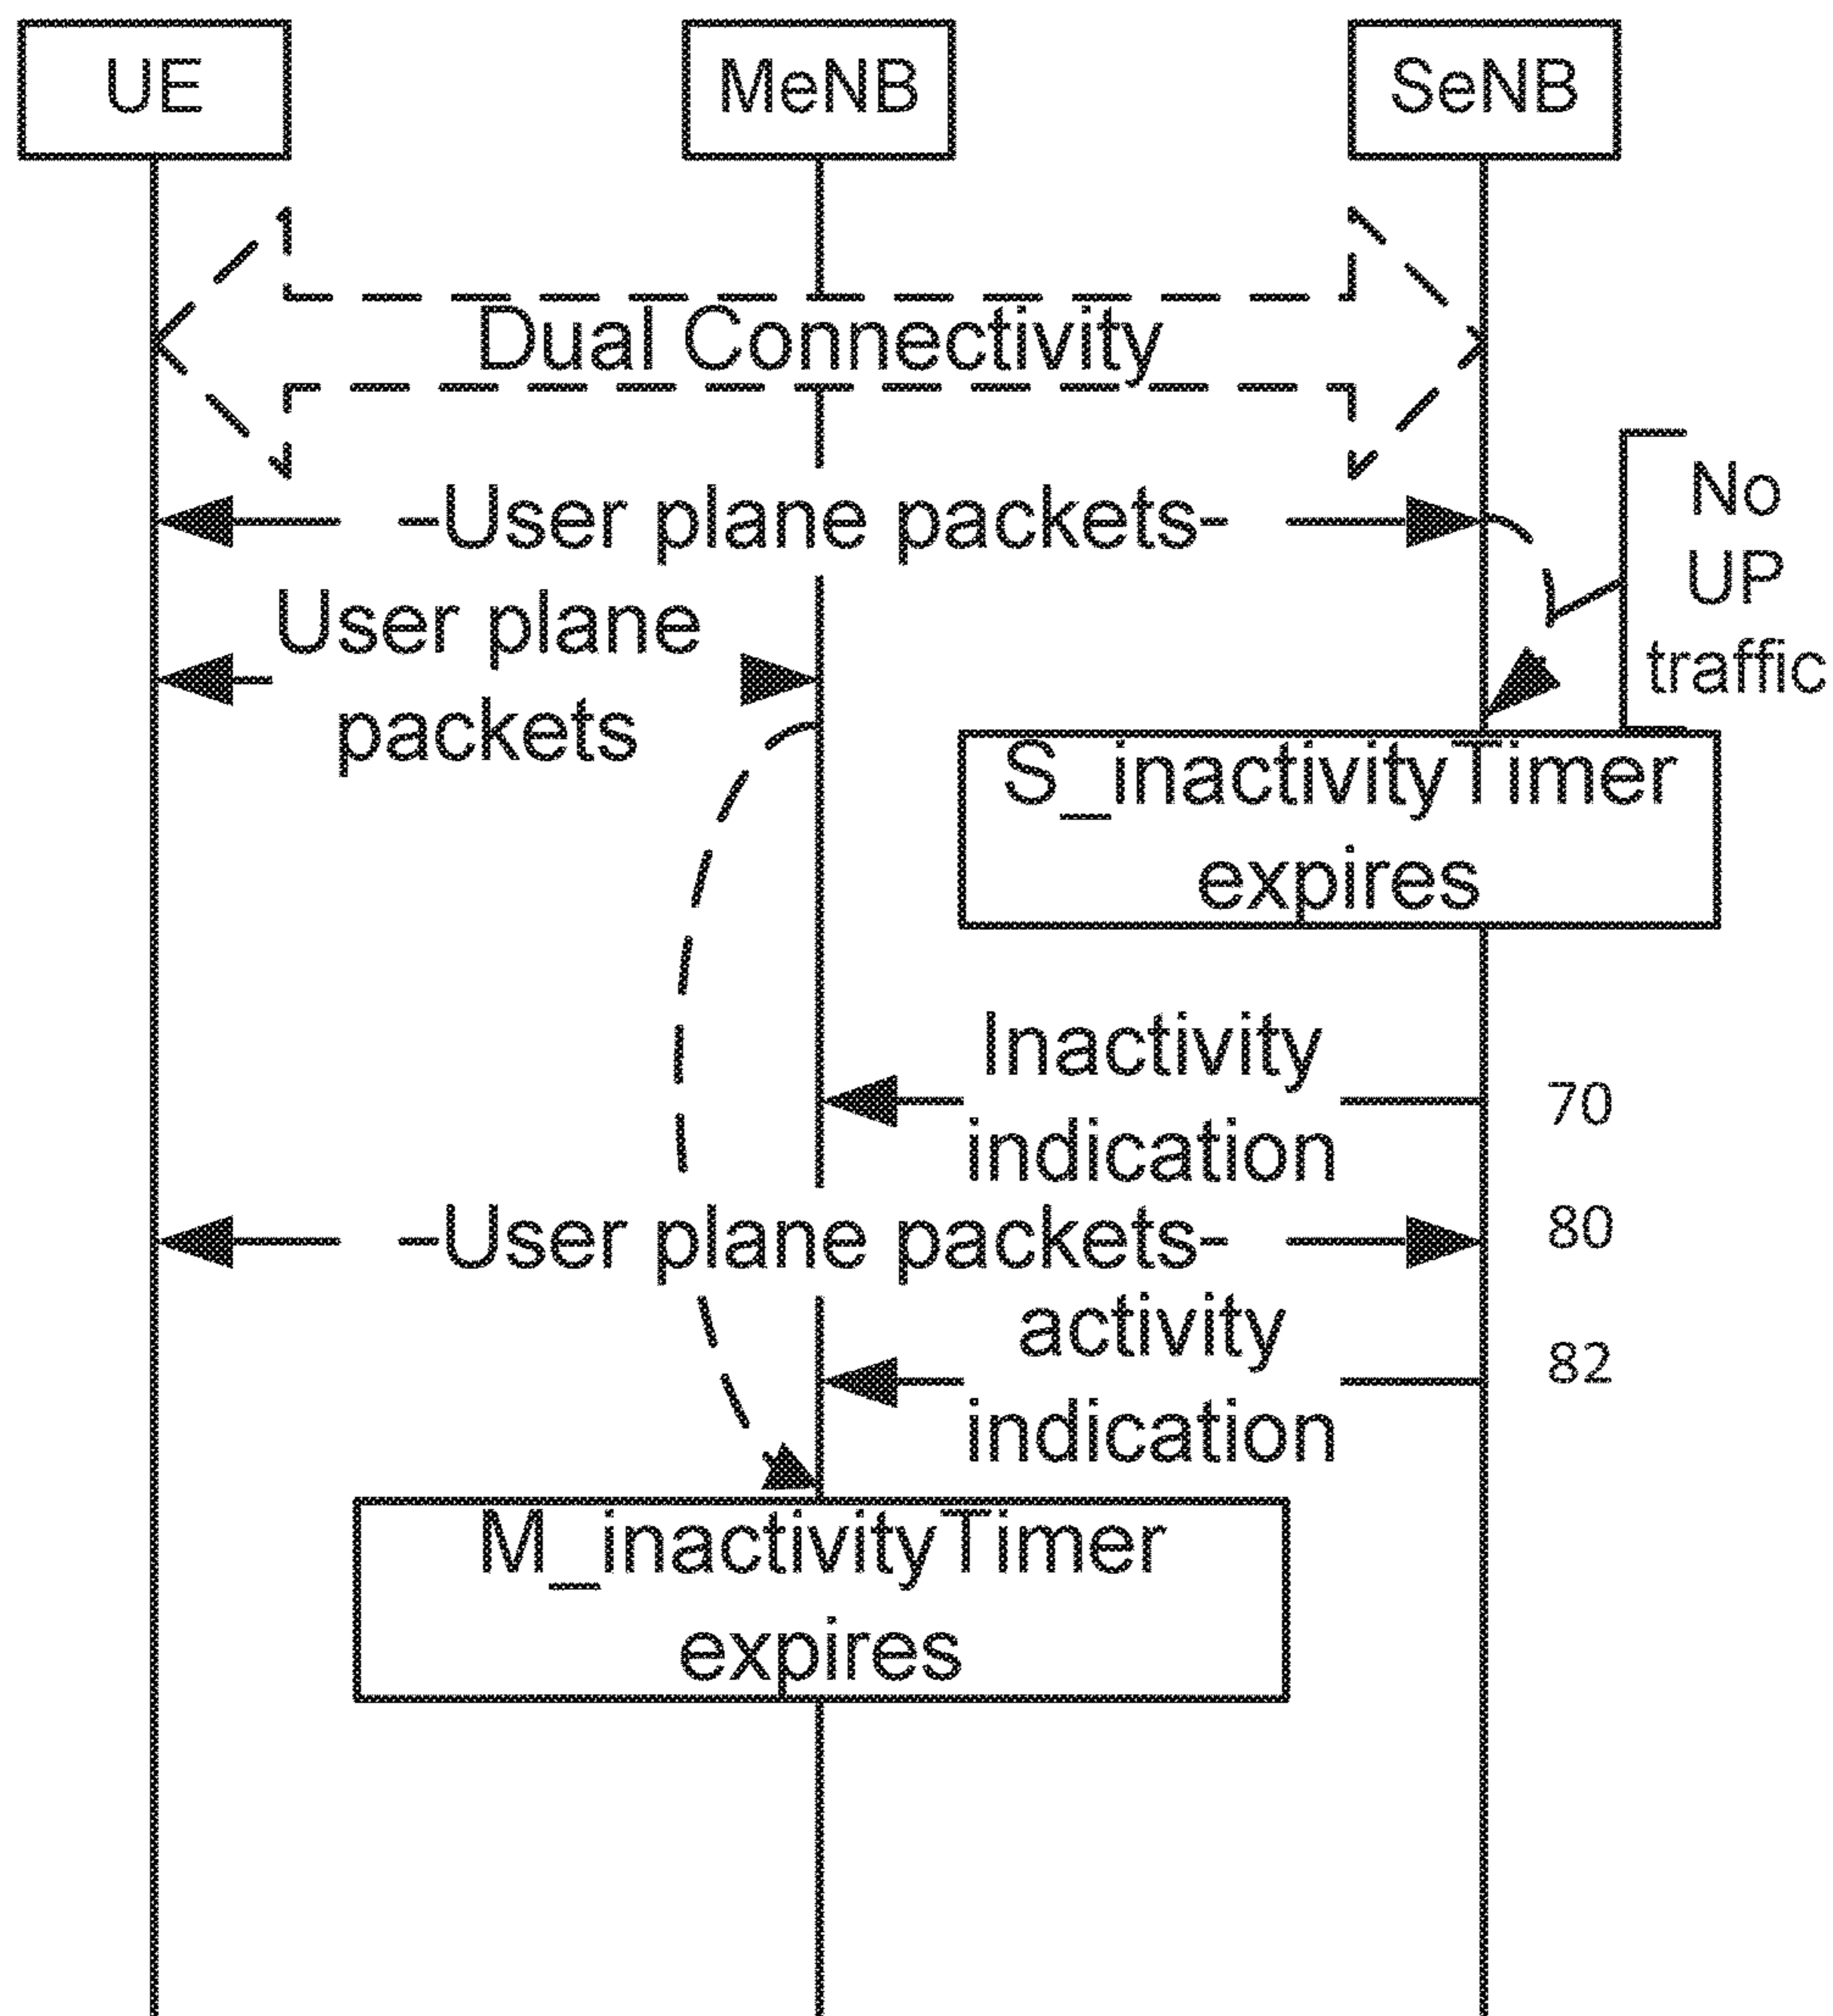 UE
MeNB
SeNB
Dual Connectivity
User plane packets
No
UP
traffic
User plane
packets
S_inactivityTimer
expires
Inactivity
indication
70
User plane packets
80
activity
indication
82
M_inactivityTimer
expires